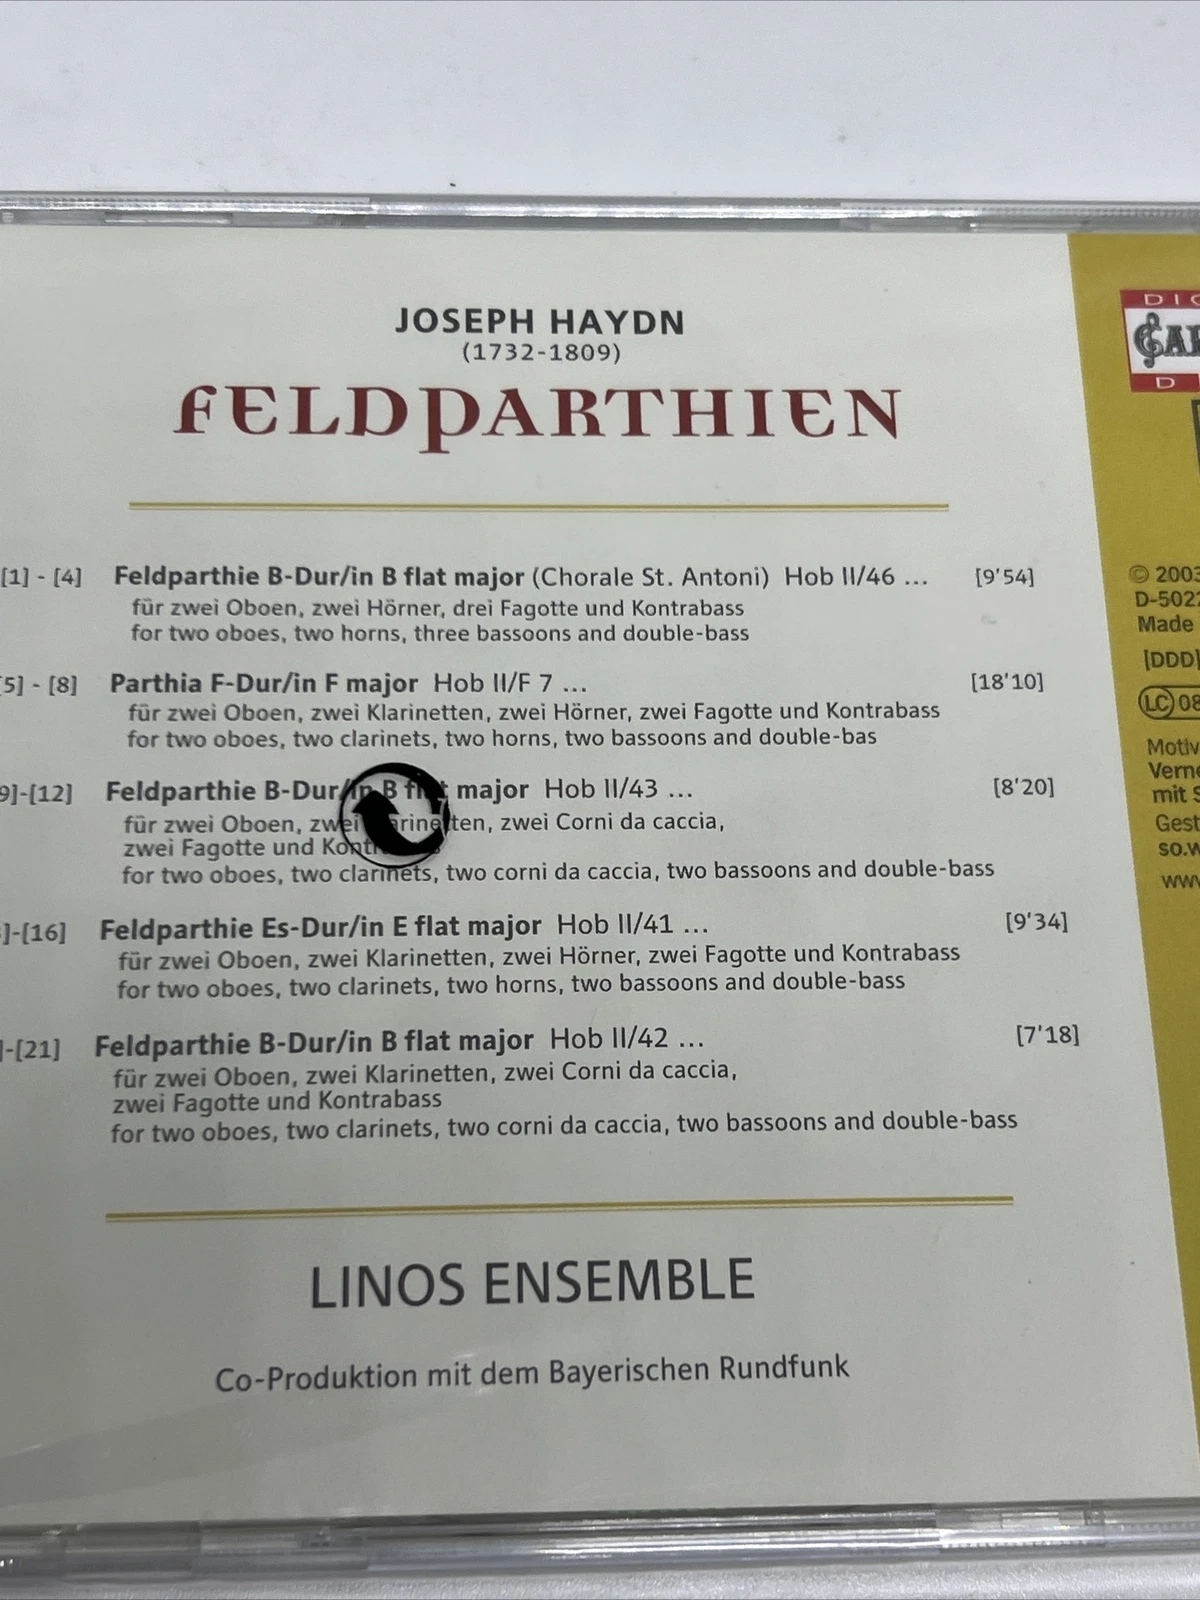 JOSEPH HAYDN
(1732-1809)
FELDPARTHIEN
[1] - [4] Feldparthie B-Dur/in B flat major (Chorale St. Antoni) Hob II/46 ... [9'54]
für zwei Oboen, zwei Hörner, drei Fagotte und Kontrabass
for two oboes, two horns, three bassoons and double-bass
5] - [8] Parthia F-Dur/in F major Hob II/F 7 ... [18'10]
für zwei Oboen, zwei Klarinetten, zwei Hörner, zwei Fagotte und Kontrabass
for two oboes, two clarinets, two horns, two bassoons and double-bas
9]-[12] Feldparthie B-Dur/in B flat major Hob II/43 ... [8'20]
für zwei Oboen, zwei Klarinetten, zwei Corni da caccia,
zwei Fagotte und Kontrabass
for two oboes, two clarinets, two corni da caccia, two bassoons and double-bass
]-[16] Feldparthie Es-Dur/in E flat major Hob II/41 ... [9'34]
für zwei Oboen, zwei Klarinetten, zwei Hörner, zwei Fagotte und Kontrabass
for two oboes, two clarinets, two horns, two bassoons and double-bass
]-[21] Feldparthie B-Dur/in B flat major Hob II/42 ... [7'18]
für zwei Oboen, zwei Klarinetten, zwei Corni da caccia,
zwei Fagotte und Kontrabass
for two oboes, two clarinets, two corni da caccia, two bassoons and double-bass
LINOS ENSEMBLE
Co-Produktion mit dem Bayerischen Rundfunk
DIG
CAP
D
© 2003
D-502
Made
[DDD]
LC 08
Motiv
Verne
mit S
Gest
so.w
www